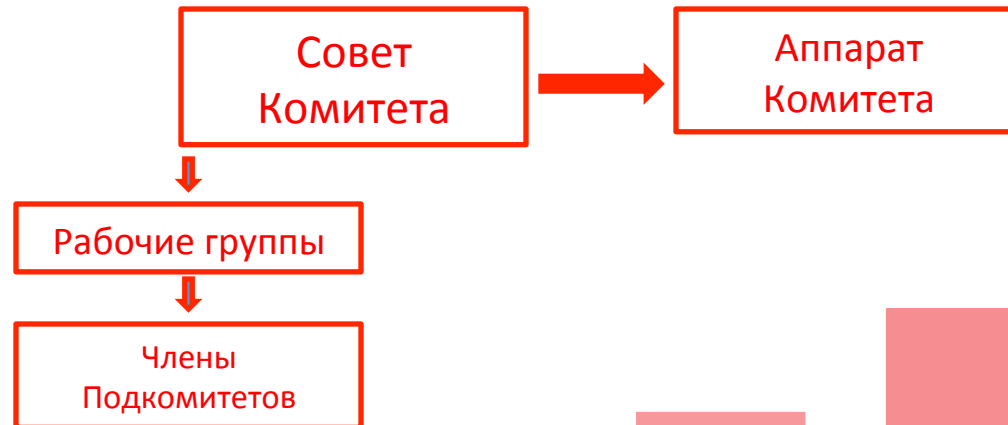 Совет
Комитета
Аппарат
Комитета
Рабочие группы
Члены
Подкомитетов